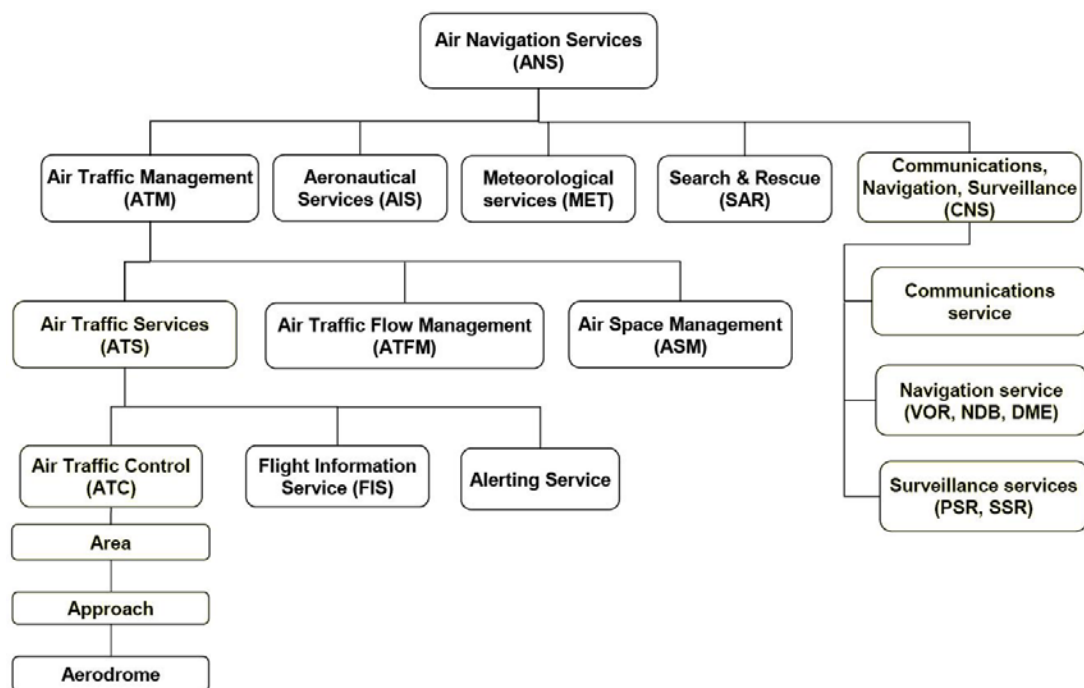 Air Navigation Services
(ANS)
Air Traffic Management
(ATM)
Aeronautical
Services (AIS)
Meteorological
services (MET)
Search & Rescue
(SAR)
Communications,
Navigation, Surveillance
(CNS)
Communications
service
Navigation service
(VOR, NDB, DME)
Surveillance services
(PSR, SSR)
Air Traffic Services
(ATS)
Air Traffic Flow Management
(ATFM)
Air Space Management
(ASM)
Air Traffic Control
(ATC)
Flight Information
Service (FIS)
Alerting Service
Area
Approach
Aerodrome